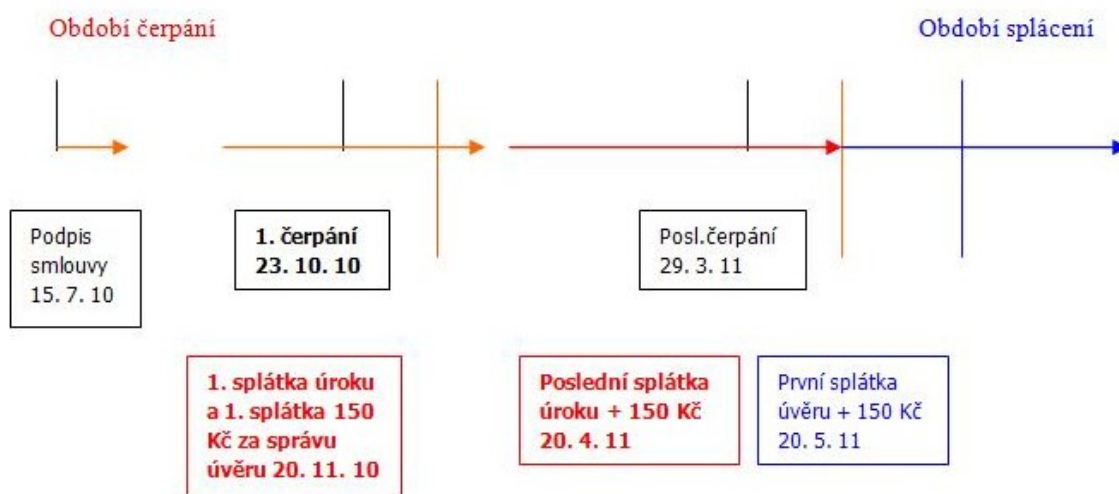 Období čerpání
Období splácení
Podpis
smlouvy
15. 7. 10
1. čerpání
23. 10. 10
Posl.čerpání
29. 3. 11
1. splátka úroku
a 1. splátka 150
Kč za správu
úvěru 20. 11. 10
Poslední splátka
úroku + 150 Kč
20. 4. 11
První splátka
úvěru + 150 Kč
20. 5. 11